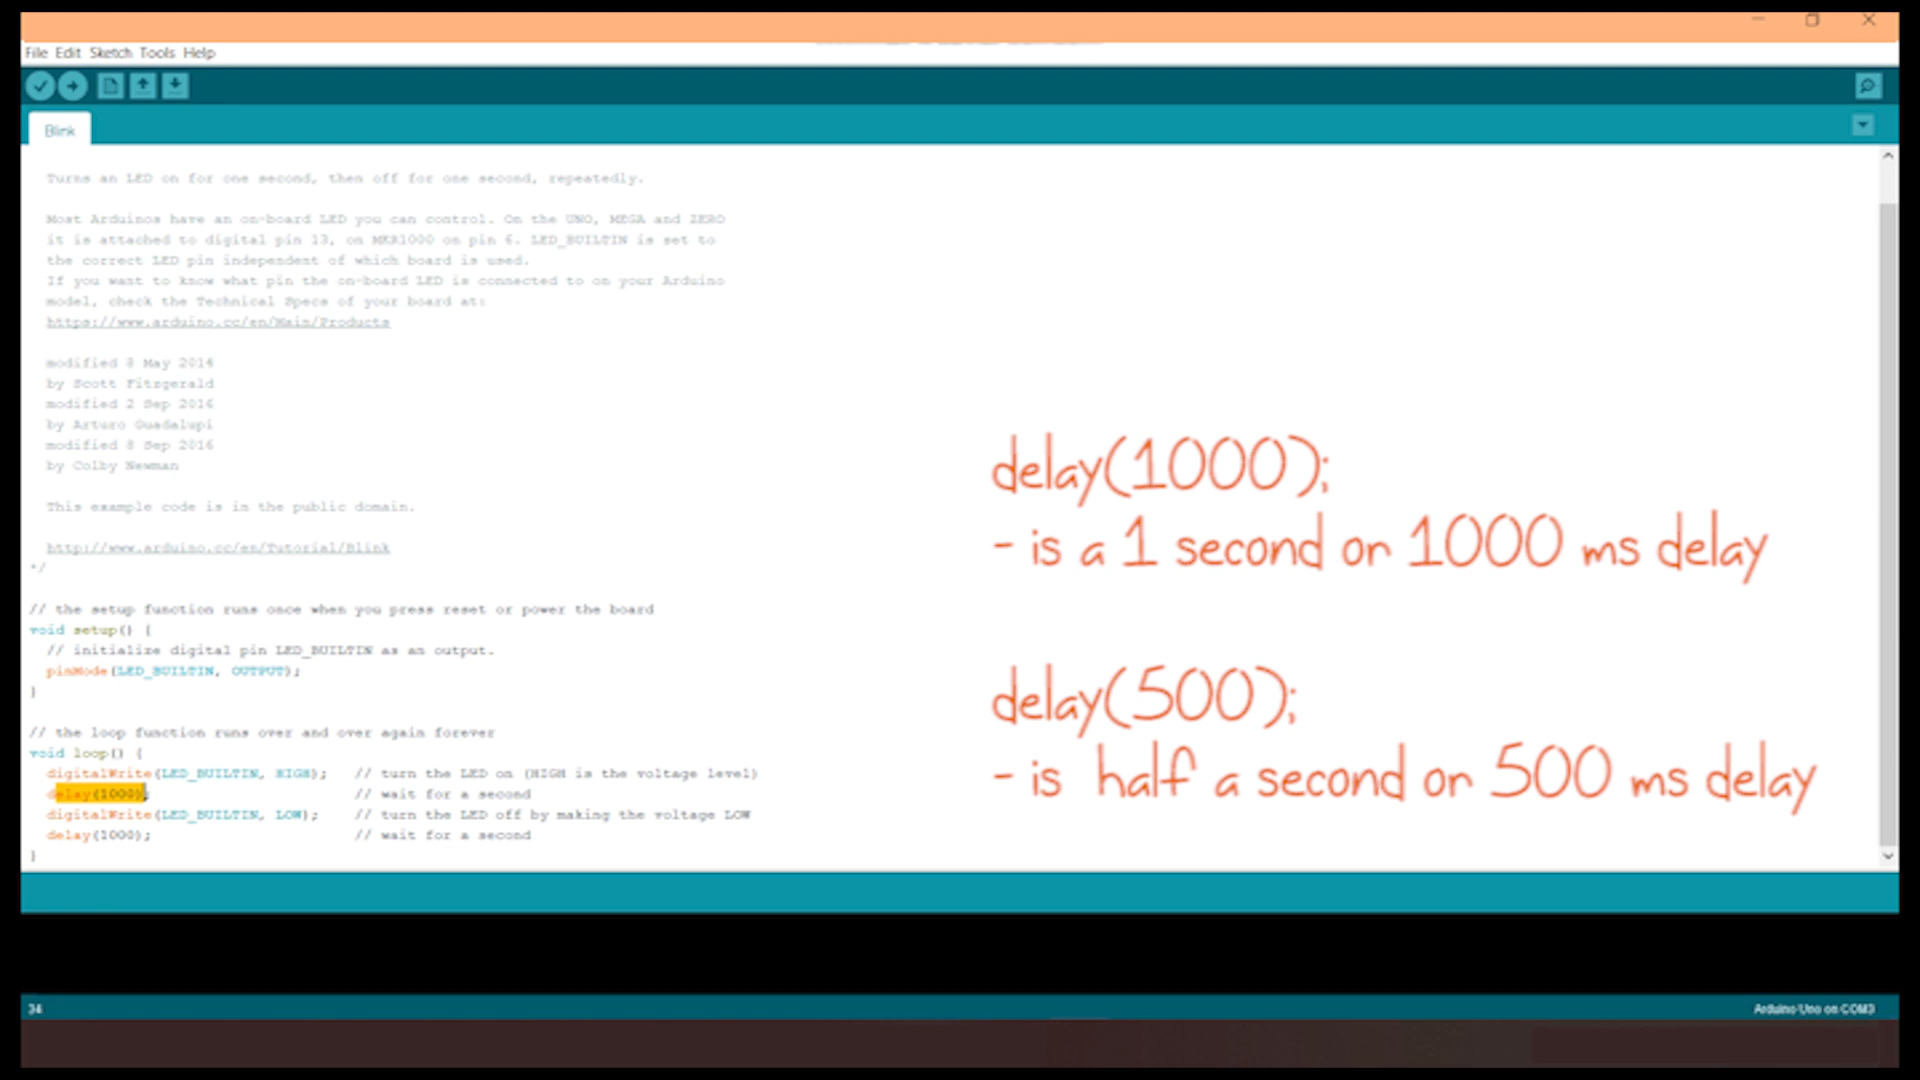 File Edit Sketch Tools Help
Blink
Turns an LED on for one second, then off for one second, repeatedly.
Most Arduinos have an on-board LED you can control. On the UNO, MEGA and ZERO
it is attached to digital pin 13, on MKR1000 on pin 6. LED_BUILTIN is set to
the correct LED pin independent of which board is used.
If you want to know what pin the on-board LED is connected to on your Arduino
model, check the Technical Specs of your board at:
https://www.arduino.cc/en/Main/Products
modified 8 May 2014
by Scott Fitzgerald
modified 2 Sep 2016
by Arturo Guadalupi
modified 8 Sep 2016
by Colby Newman
This example code is in the public domain.
http://www.arduino.cc/en/Tutorial/Blink
*/
// the setup function runs once when you press reset or power the board
void setup() {
// initialize digital pin LED_BUILTIN as an output.
pinMode(LED_BUILTIN, OUTPUT);
}
// the loop function runs over and over again forever
void loop() {
digitalWrite(LED_BUILTIN, HIGH); // turn the LED on (HIGH is the voltage level)
delay(1000); // wait for a second
digitalWrite(LED_BUILTIN, LOW); // turn the LED off by making the voltage LOW
delay(1000); // wait for a second
}
delay(1000);
- is a 1 second or 1000 ms delay
delay(500);
- is half a second or 500 ms delay
34
Arduino Uno on COM3